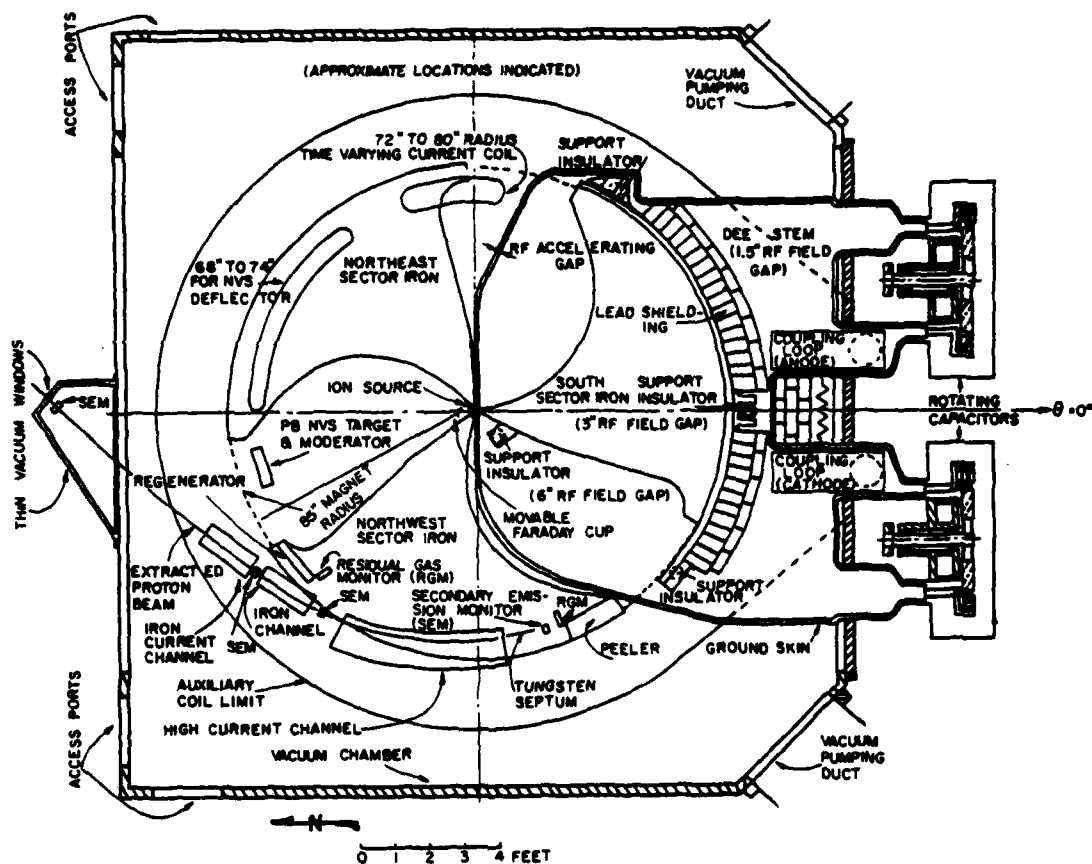 ACCESS PORTS
(APPROXIMATE LOCATIONS INDICATED)
VACUUM
PUMPING
DUCT
72" TO 80" RADIUS
TIME VARYING CURRENT COIL
SUPPORT
INSULATOR
RF ACCELERATING
GAP
DEE STEM
(1.5" RF FIELD
GAP)
NORTHEAST
SECTOR IRON
68" TO 74"
FOR NVS
DEFLECTOR
LEAD SHIELD-
ING
COUPLING
LOOP
(ANODE)
THIN VACUUM WINDOWS
SEM
ION SOURCE
SOUTH
SECTOR IRON
SUPPORT
INSULATOR
(3" RF FIELD GAP)
ROTATING
CAPACITORS
θ=0°
PB NVS TARGET
& MODERATOR
SUPPORT
INSULATOR
COUPLING
LOOP
(CATHODE)
REGENERATOR
85" MAGNET
RADIUS
(6" RF FIELD GAP)
NORTHWEST
SECTOR IRON
MOVABLE
FARADAY CUP
EXTRACTED
PROTON
BEAM
RESIDUAL GAS
MONITOR (RGM)
SUPPORT
INSULATOR
IRON
CURRENT
CHANNEL
SEM
IRON
CHANNEL
SEM
SECONDARY EMIS-
SION MONITOR
(SEM)
RGM
PEELER
GROUND SKIN
AUXILIARY
COIL LIMIT
TUNGSTEN
SEPTUM
HIGH CURRENT CHANNEL
ACCESS PORTS
VACUUM CHAMBER
VACUUM
PUMPING
DUCT
N
0 1 2 3 4 FEET